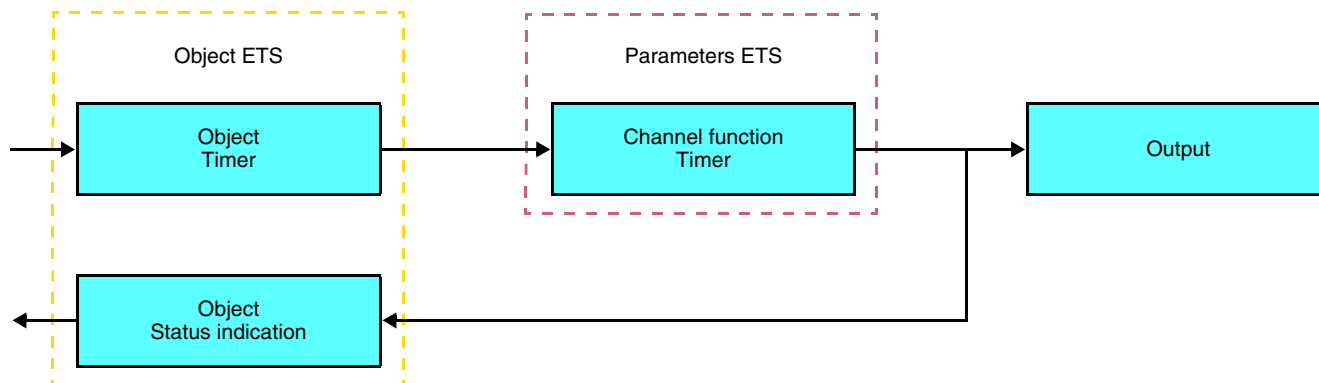 Object ETS
Parameters ETS
Object
Timer
Channel function
Timer
Output
Object
Status indication